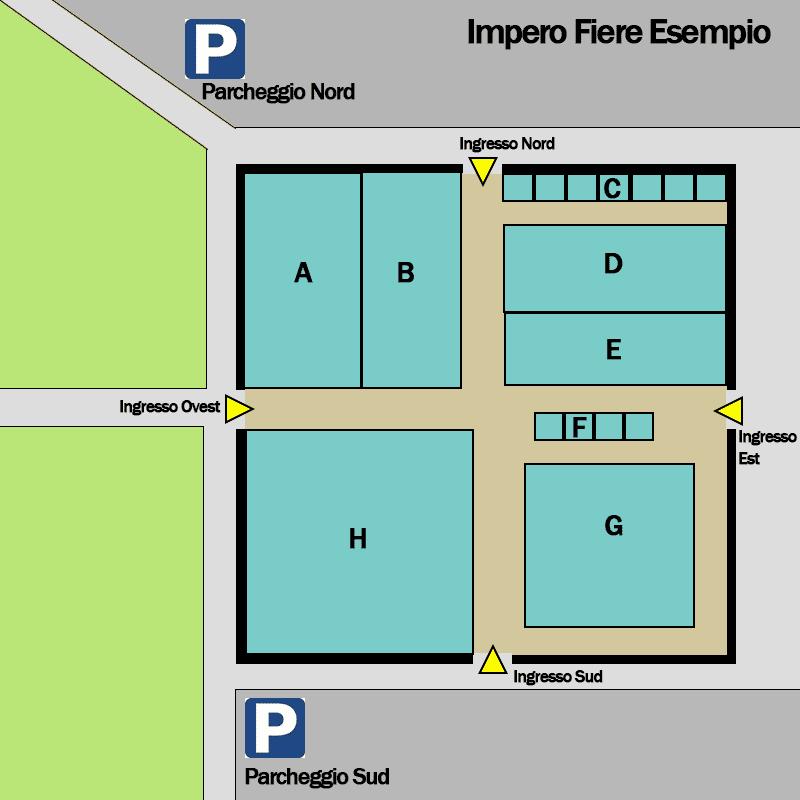 Impero Fiere Esempio
P
Parcheggio Nord
Ingresso Nord
C
A
B
D
E
Ingresso Ovest
F
Ingresso
Est
H
G
Ingresso Sud
P
Parcheggio Sud